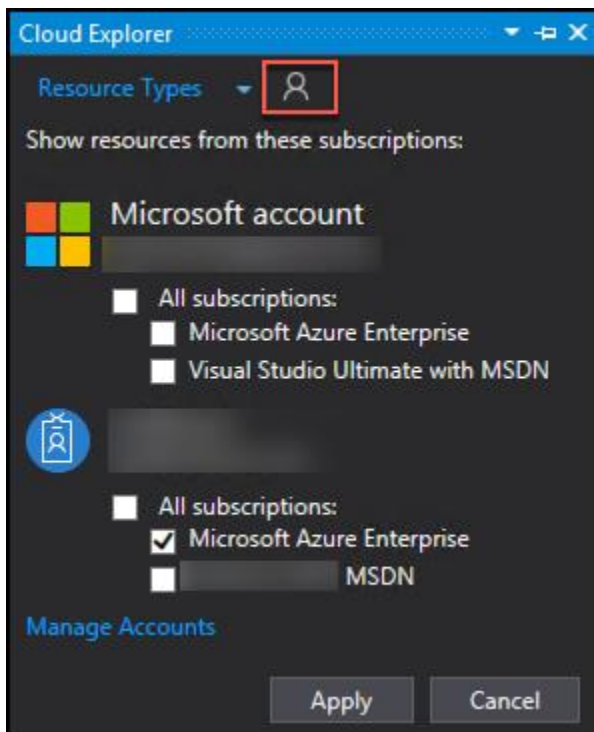 Cloud Explorer
Resource Types
Show resources from these subscriptions:
Microsoft account
All subscriptions:
Microsoft Azure Enterprise
Visual Studio Ultimate with MSDN
All subscriptions:
Microsoft Azure Enterprise
MSDN
Manage Accounts
Apply Cancel